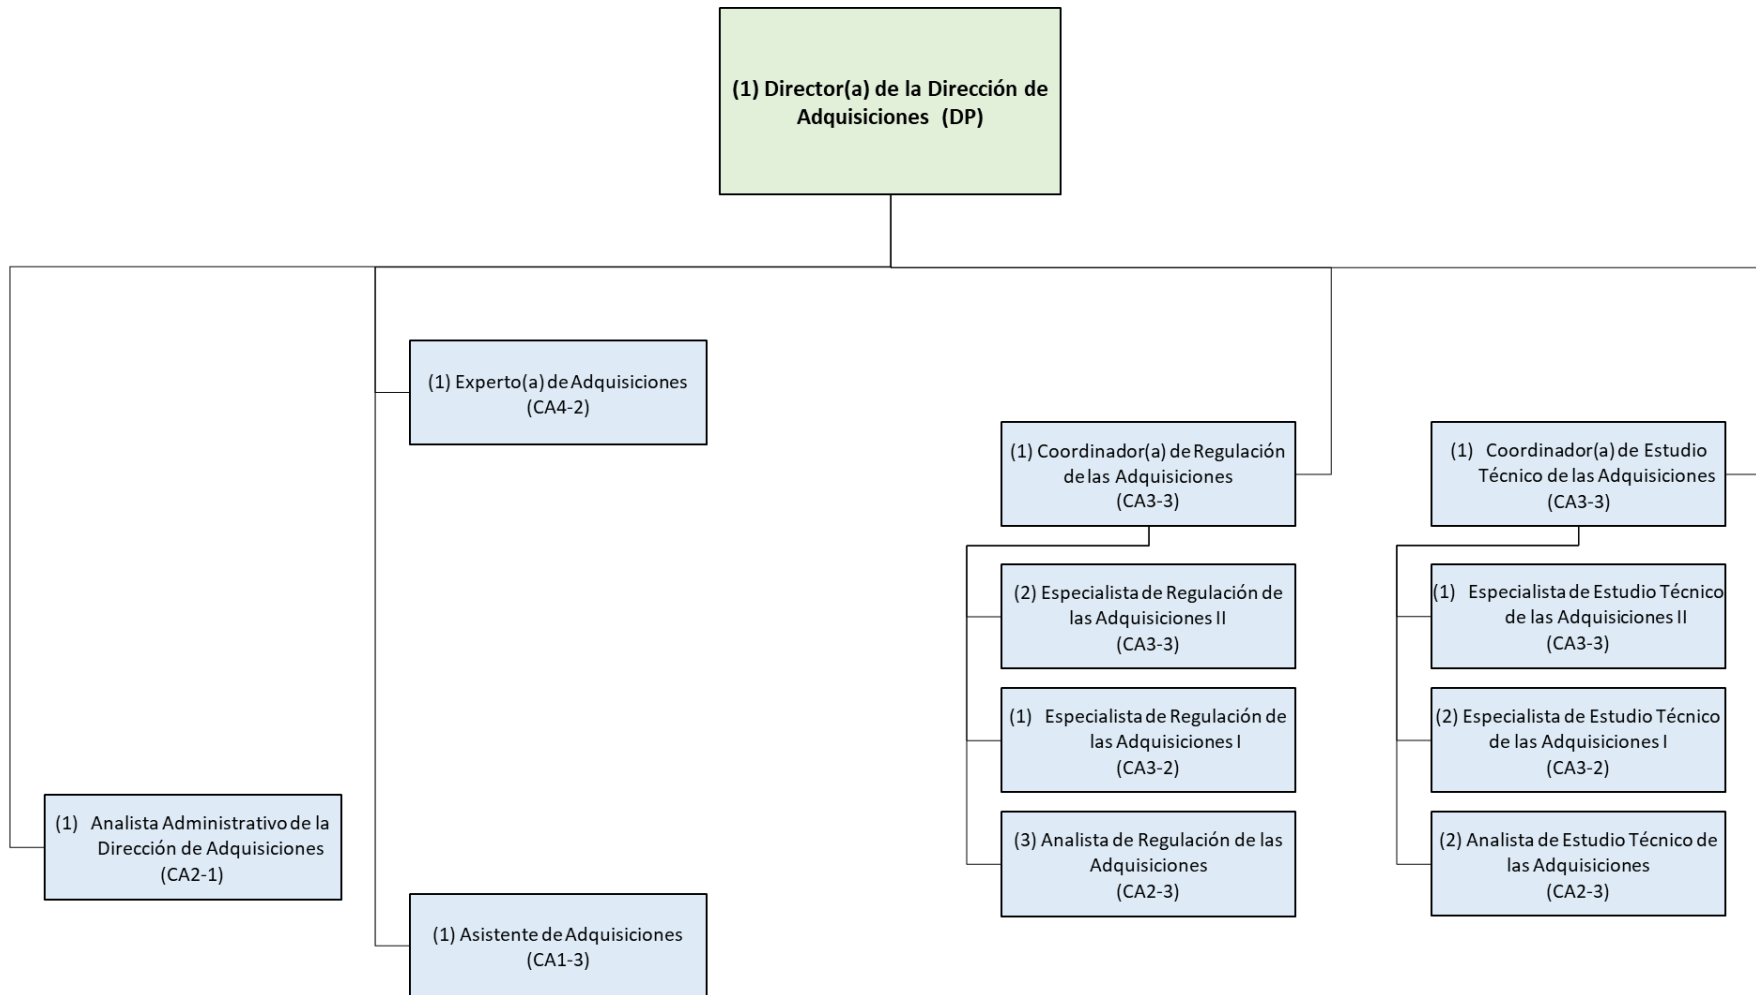 (1) Director(a) de la Dirección de
Adquisiciones (DP)
(1) Experto(a) de Adquisiciones
(CA4-2)
(1) Coordinador(a) de Regulación
de las Adquisiciones
(CA3-3)
(1) Coordinador(a) de Estudio
Técnico de las Adquisiciones
(CA3-3)
(2) Especialista de Regulación de
las Adquisiciones II
(CA3-3)
(1) Especialista de Estudio Técnico
de las Adquisiciones II
(CA3-3)
(1) Especialista de Regulación de
las Adquisiciones I
(CA3-2)
(2) Especialista de Estudio Técnico
de las Adquisiciones I
(CA3-2)
(1) Analista Administrativo de la
Dirección de Adquisiciones
(CA2-1)
(3) Analista de Regulación de las
Adquisiciones
(CA2-3)
(2) Analista de Estudio Técnico de
las Adquisiciones
(CA2-3)
(1) Asistente de Adquisiciones
(CA1-3)